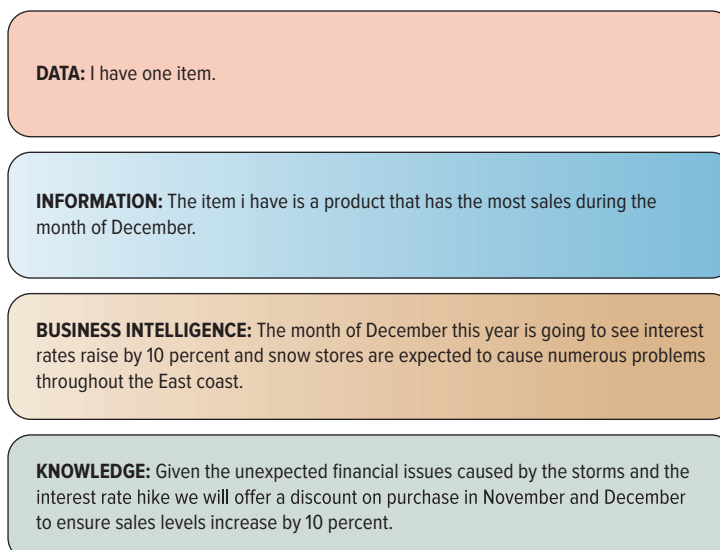 DATA: I have one item.
INFORMATION: The item i have is a product that has the most sales during the
month of December.
BUSINESS INTELLIGENCE: The month of December this year is going to see interest
rates raise by 10 percent and snow stores are expected to cause numerous problems
throughout the East coast.
KNOWLEDGE: Given the unexpected financial issues caused by the storms and the
interest rate hike we will offer a discount on purchase in November and December
to ensure sales levels increase by 10 percent.